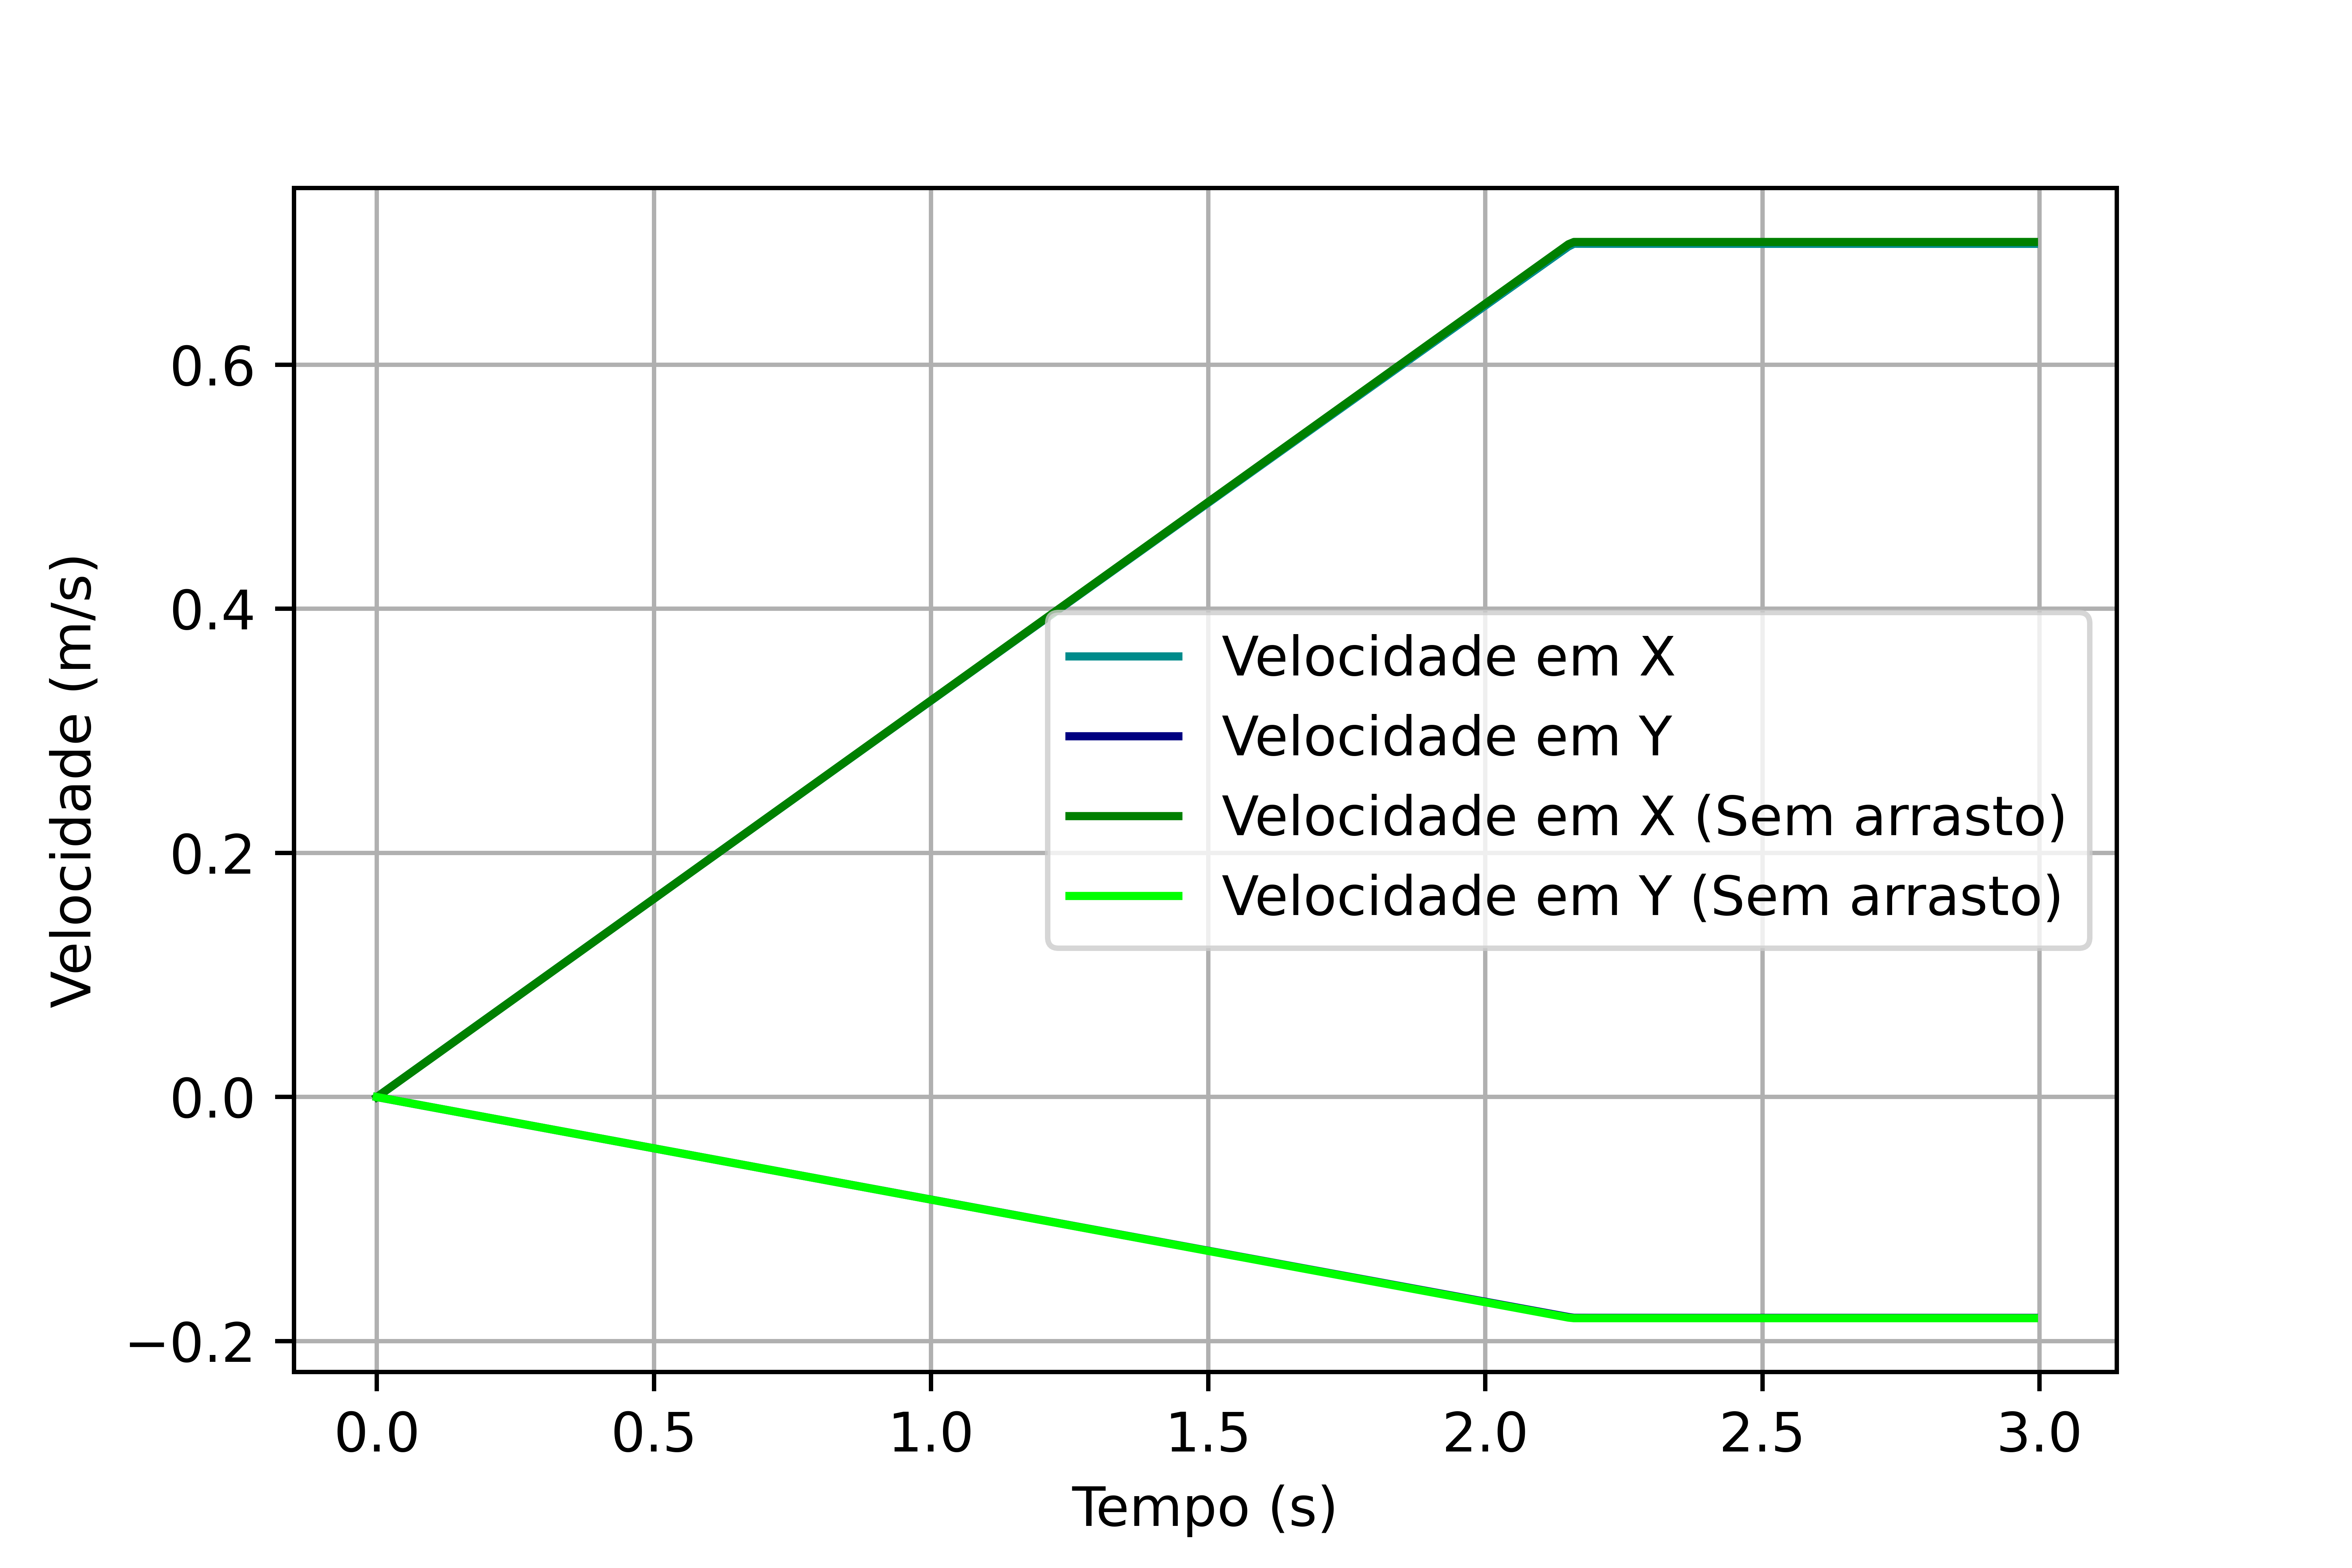 0.6
0.4
0.2
0.0
−0.2
Velocidade (m/s)
Velocidade em X
Velocidade em Y
Velocidade em X (Sem arrasto)
Velocidade em Y (Sem arrasto)
0.0 0.5 1.0 1.5 2.0 2.5 3.0
Tempo (s)